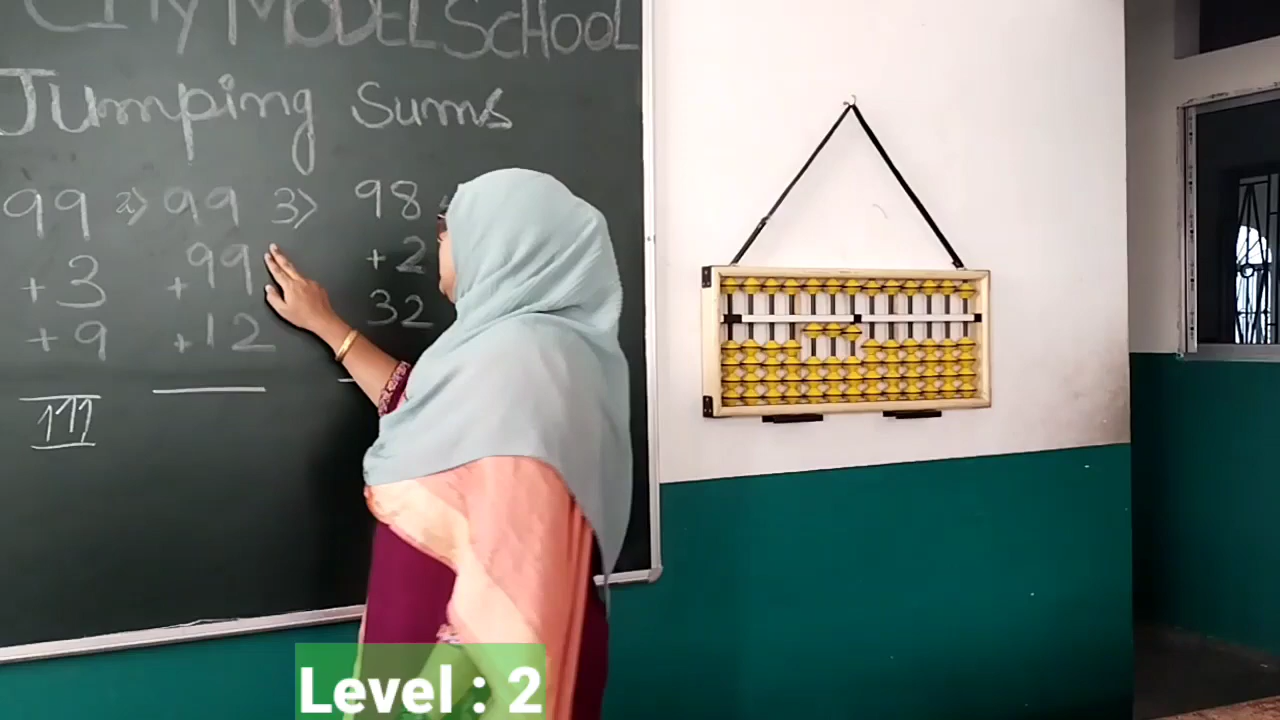 CITY MODEL SCHOOL
Jumping Sums
99 2> 99 3> 98
+3 +99 +2
+9 +12 32
111
Level : 2